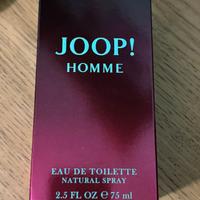 JOOP!
HOMME
EAU DE TOILETTE
NATURAL SPRAY
2.5 FL OZ e 75 ml